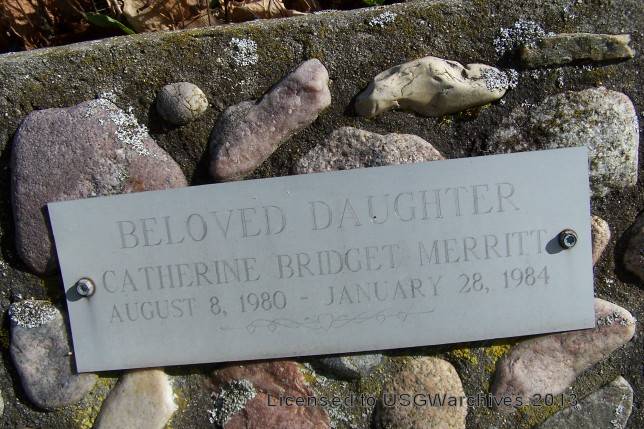 BELOVED DAUGHTER
CATHERINE BRIDGET MERRITT
AUGUST 8, 1980 - JANUARY 28, 1984
Licensed to USGWarchives 2013